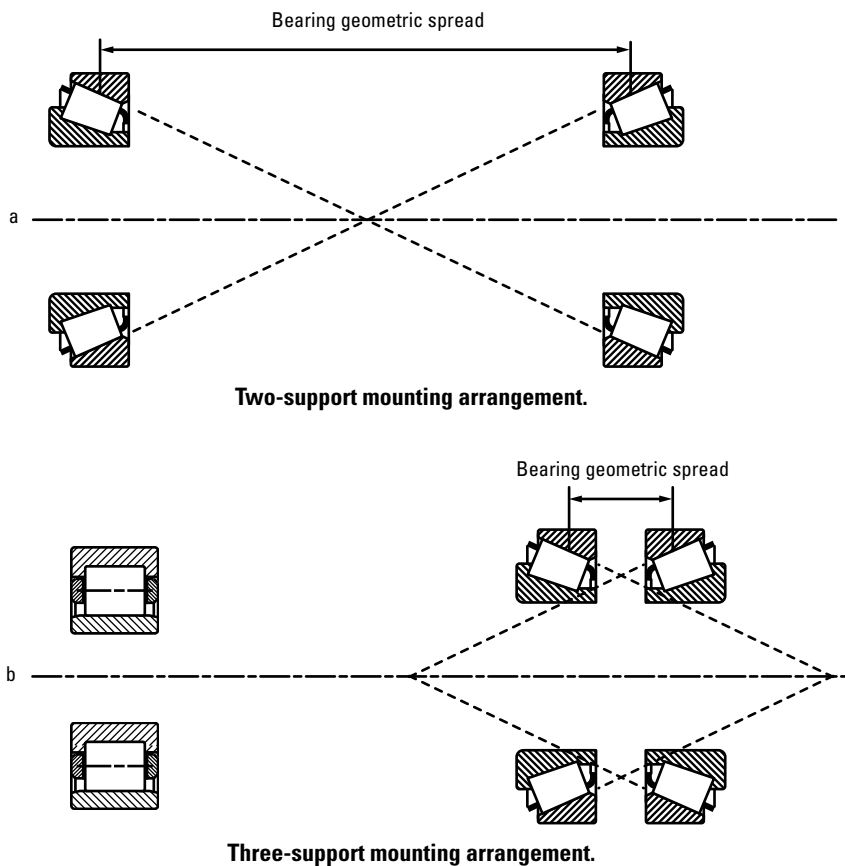 Bearing geometric spread
a
Two-support mounting arrangement.
Bearing geometric spread
b
Three-support mounting arrangement.